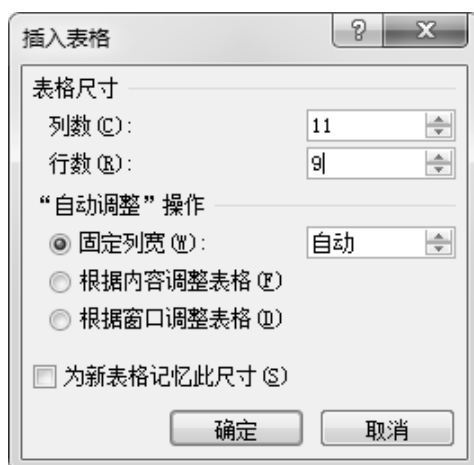 插入表格
表格尺寸
列数(C): 11
行数(R): 9
“自动调整”操作
固定列宽(W): 自动
根据内容调整表格(F)
根据窗口调整表格(D)
为新表格记忆此尺寸(S)
确定 取消